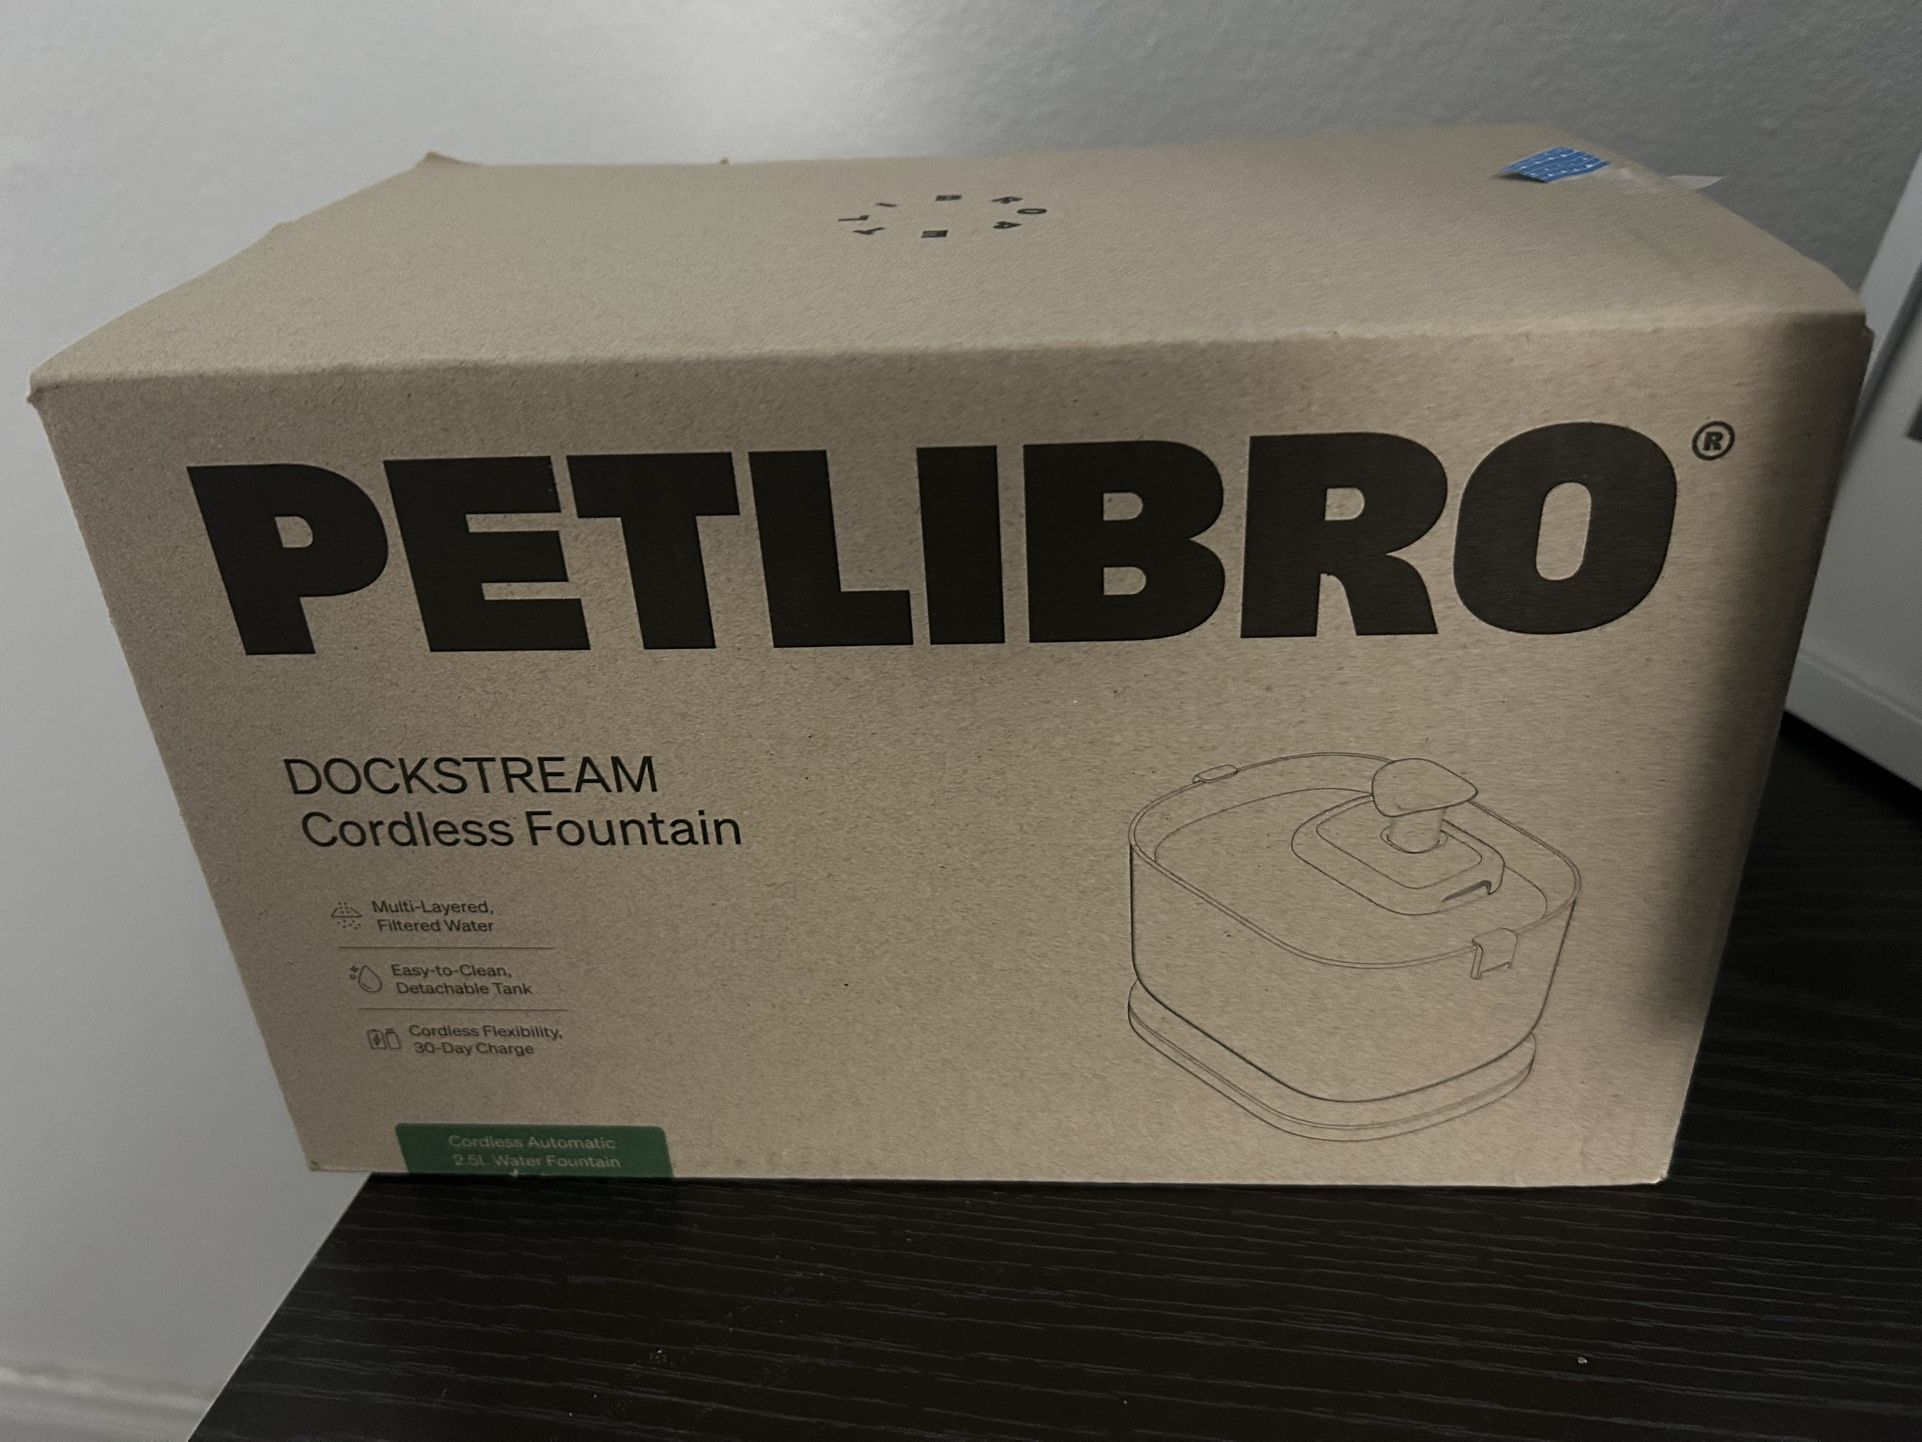 PETLIBRO®
DOCKSTREAM
Cordless Fountain
Multi-Layered,
Filtered Water
Easy-to-Clean,
Detachable Tank
Cordless Flexibility,
30-Day Charge
Cordless Automatic
2.5L Water Fountain